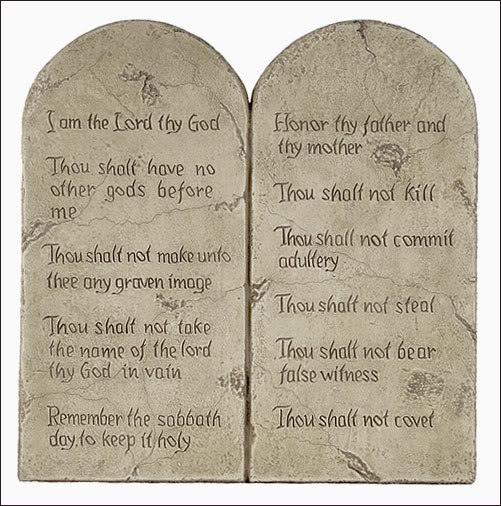 I am the Lord thy God
Thou shalt have no
other gods before
me
Thou shalt not make unto
thee any graven image
Thou shalt not take
the name of the lord
thy God in vain
Remember the sabbath
day, to keep it holy
Honor thy father and
thy mother
Thou shalt not kill
Thou shalt not commit
adultery
Thou shalt not steal
Thou shalt not bear
false witness
Thou shalt not covet